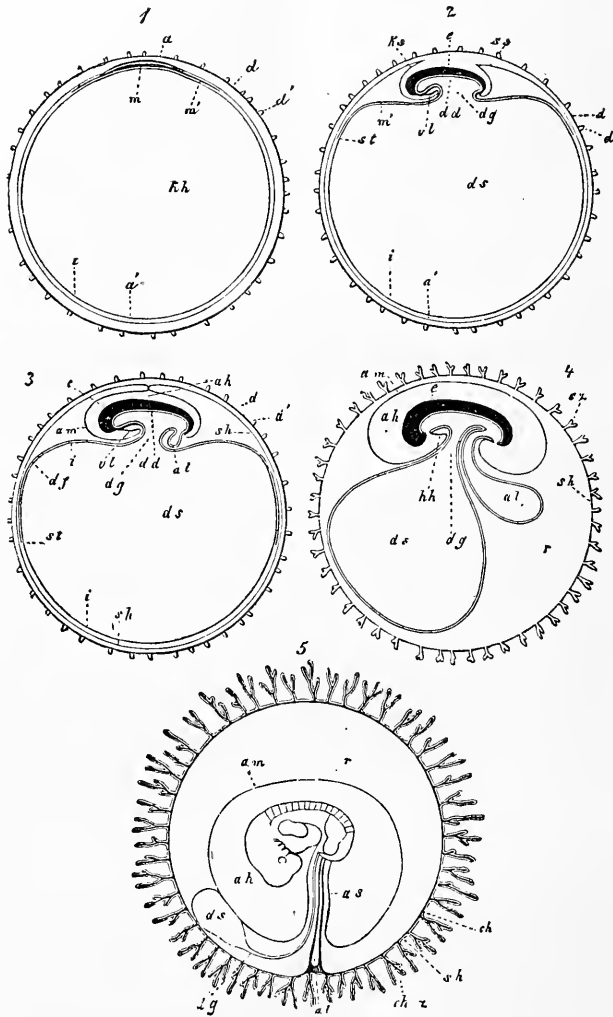 1
a
d
d'
m
m'
kh
i
a'
2
ks
e
ss
d
d
m'
vl
dd
dg
st
ds
i
a'
3
e
ah
d
d'
am
sh
i
vl
dg
dd
al
df
st
ds
i
sh
4
am
e
ah
sz
sh
al
hh
ds
dg
r
5
am
r
ah
as
ds
ch
sh
dg
al
ch z